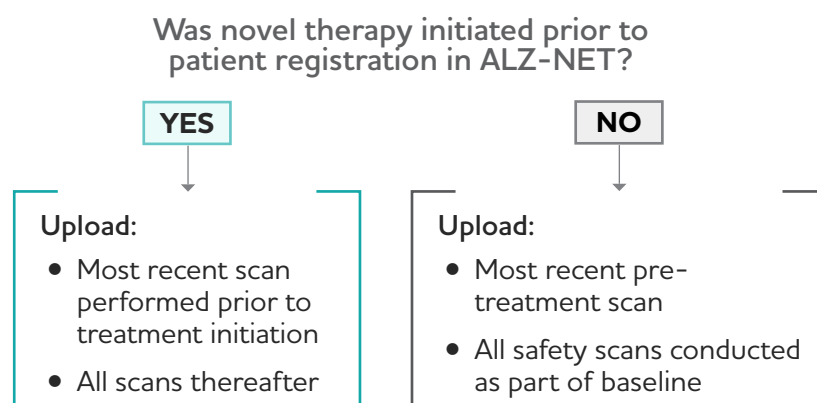 Was novel therapy initiated prior to
patient registration in ALZ-NET?
YES
NO
Upload:
• Most recent scan
performed prior to
treatment initiation
• All scans thereafter
Upload:
• Most recent pre-
treatment scan
• All safety scans conducted
as part of baseline